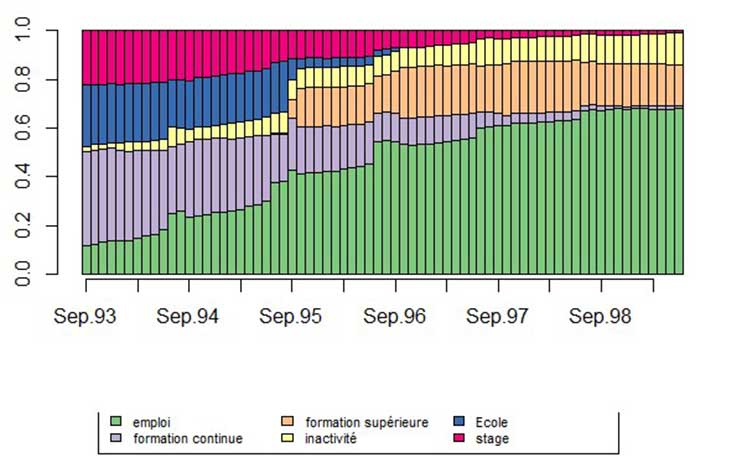 1.0
0.8
0.6
0.4
0.2
0.0
Sep.93 Sep.94 Sep.95 Sep.96 Sep.97 Sep.98
emploi formation supérieure Ecole
formation continue inactivité stage